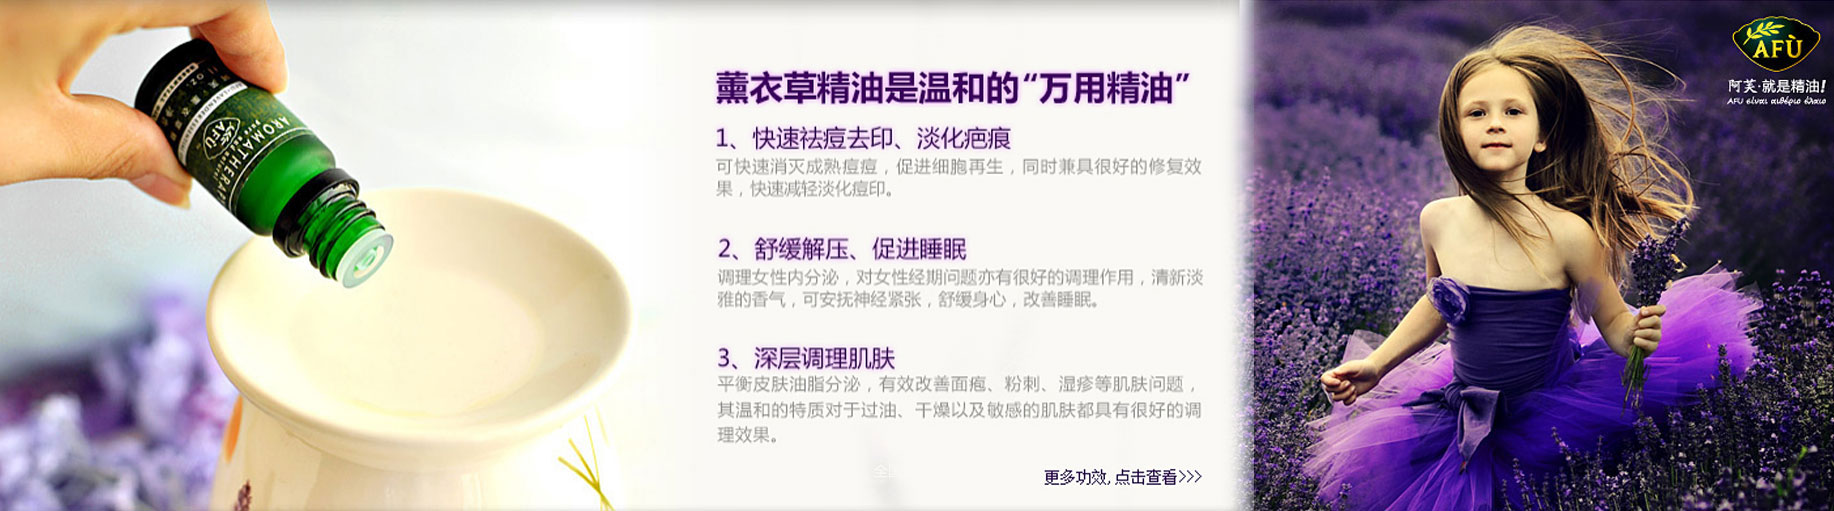 AROMATHERA
AFÙ
薰衣草精油是温和的“万用精油”
1、快速祛痘去印、淡化疤痕
可快速消灭成熟痘痘，促进细胞再生，同时兼具很好的修复效
果，快速减轻淡化痘印。
2、舒缓解压、促进睡眠
调理女性内分泌，对女性经期问题亦有很好的调理作用，清新淡
雅的香气，可安抚神经紧张，舒缓身心，改善睡眠。
3、深层调理肌肤
平衡皮肤油脂分泌，有效改善面疱、粉刺、湿疹等肌肤问题，
其温和的特质对于过油、干燥以及敏感的肌肤都具有很好的调
理效果。
更多功效, 点击查看>>>
AFÙ
阿芙·就是精油!
AFU είναι αιθέριο έλαιο